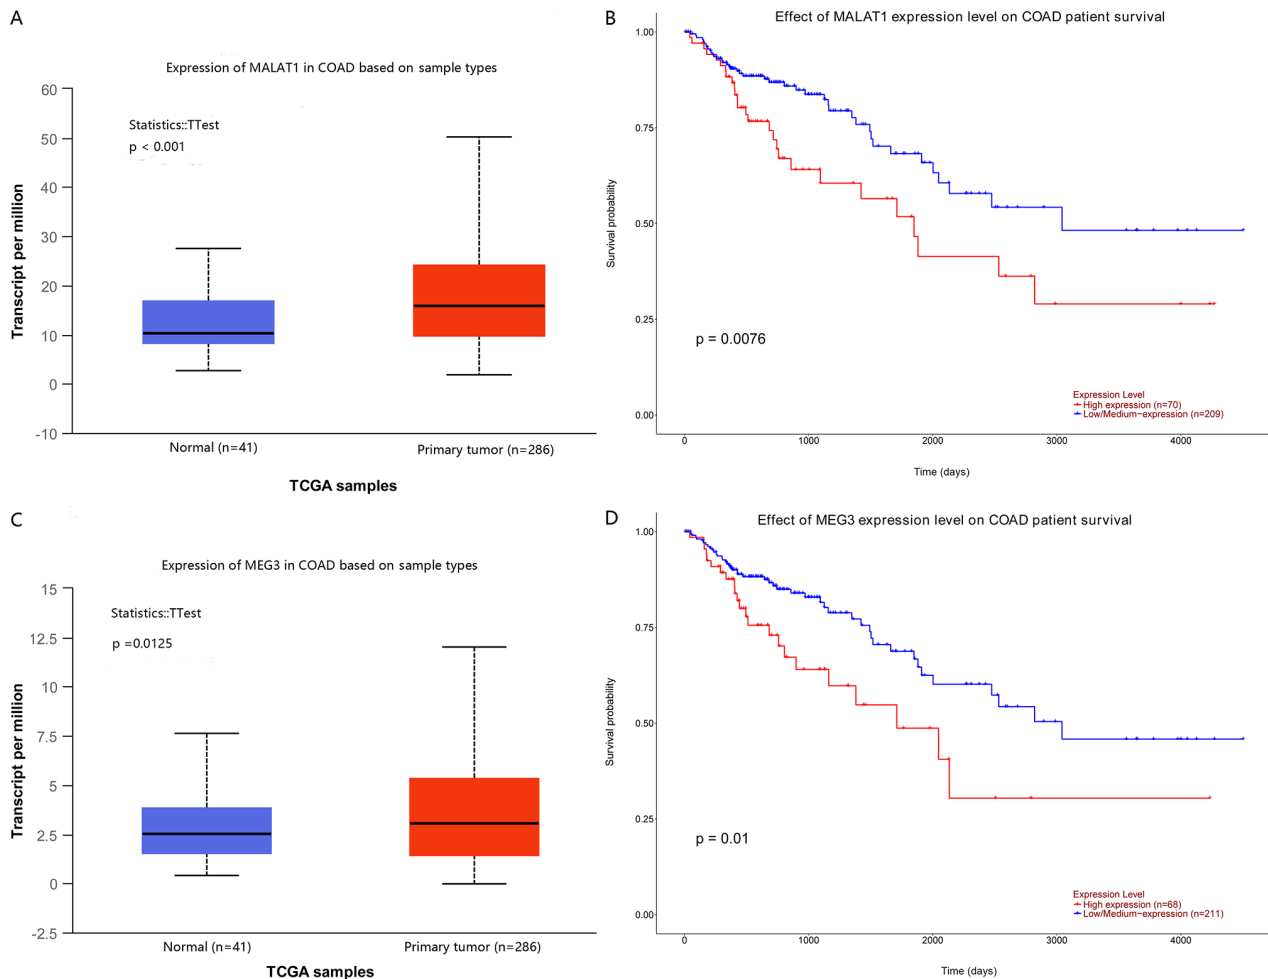 A
Expression of MALAT1 in COAD based on sample types
Statistics::TTest
p < 0.001
Transcript per million
60
50
40
30
20
10
0
-10
Normal (n=41)
Primary tumor (n=286)
TCGA samples
B
Effect of MALAT1 expression level on COAD patient survival
Survival probability
1.00
0.75
0.50
0.25
0.00
p = 0.0076
Expression Level
High expression (n=70)
Low/Medium-expression (n=209)
0 1000 2000 3000 4000
Time (days)
C
Expression of MEG3 in COAD based on sample types
Statistics::TTest
p =0.0125
Transcript per million
15
12.5
10
7.5
5
2.5
0
-2.5
Normal (n=41)
Primary tumor (n=286)
TCGA samples
D
Effect of MEG3 expression level on COAD patient survival
Survival probability
1.00
0.75
0.50
0.25
0.00
p = 0.01
Expression Level
High expression (n=68)
Low/Medium-expression (n=211)
0 1000 2000 3000 4000
Time (days)